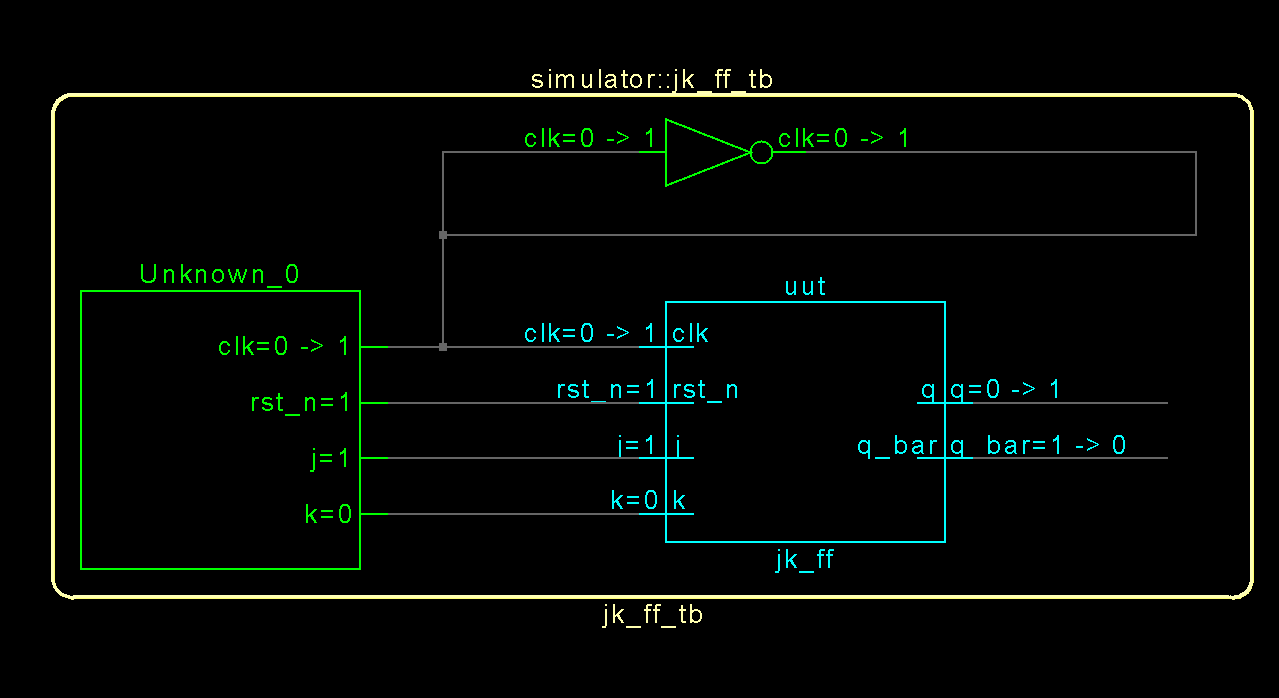 simulator::jk_ff_tb
clk=0 -> 1
clk=0 -> 1
Unknown_0
clk=0 -> 1
rst_n=1
j=1
k=0
uut
clk=0 -> 1 clk
rst_n=1 rst_n
j=1 j
k=0 k
q q=0 -> 1
q_bar q_bar=1 -> 0
jk_ff
jk_ff_tb